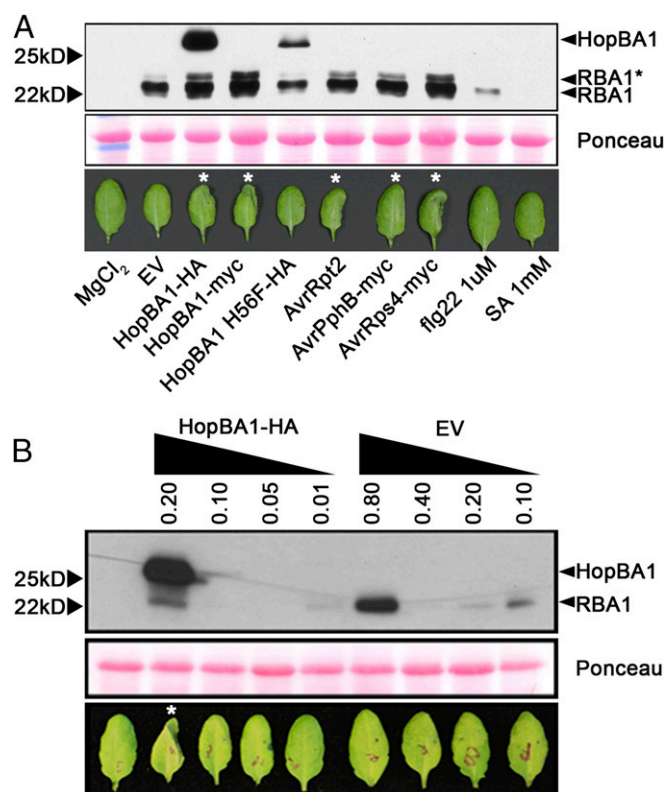 A
HopBA1
25kD
RBA1*
22kD
RBA1
Ponceau
* * * * *
MgCl2
EV
HopBA1-HA
HopBA1-myc
HopBA1 H56F-HA
AvrRpt2
AvrPphB-myc
AvrRps4-myc
flg22 1uM
SA 1mM
B
HopBA1-HA EV
0.20 0.10 0.05 0.01 0.80 0.40 0.20 0.10
HopBA1
25kD
22kD RBA1
Ponceau
*